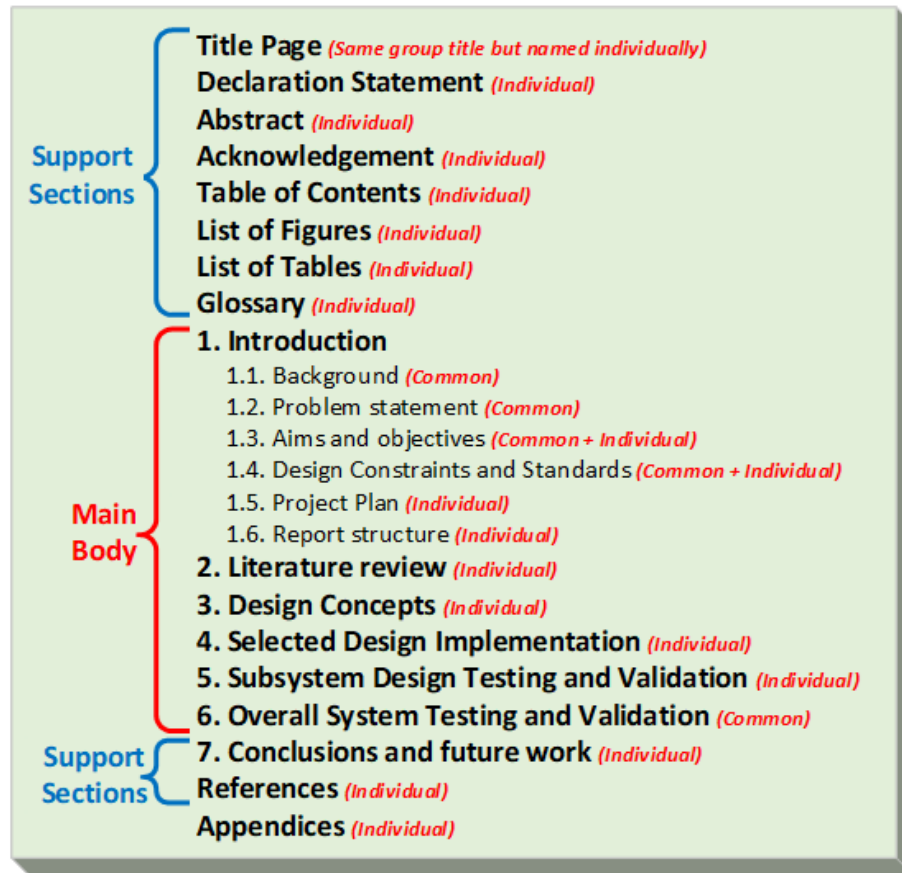 Title Page (Same group title but named individually)
Declaration Statement (Individual)
Abstract (Individual)
Acknowledgement (Individual)
Table of Contents (Individual)
List of Figures (Individual)
List of Tables (Individual)
Glossary (Individual)
Support
Sections
1. Introduction
1.1. Background (Common)
1.2. Problem statement (Common)
1.3. Aims and objectives (Common + Individual)
1.4. Design Constraints and Standards (Common + Individual)
1.5. Project Plan (Individual)
1.6. Report structure (Individual)
2. Literature review (Individual)
3. Design Concepts (Individual)
4. Selected Design Implementation (Individual)
5. Subsystem Design Testing and Validation (Individual)
6. Overall System Testing and Validation (Common)
Main
Body
7. Conclusions and future work (Individual)
References (Individual)
Support
Sections
Appendices (Individual)